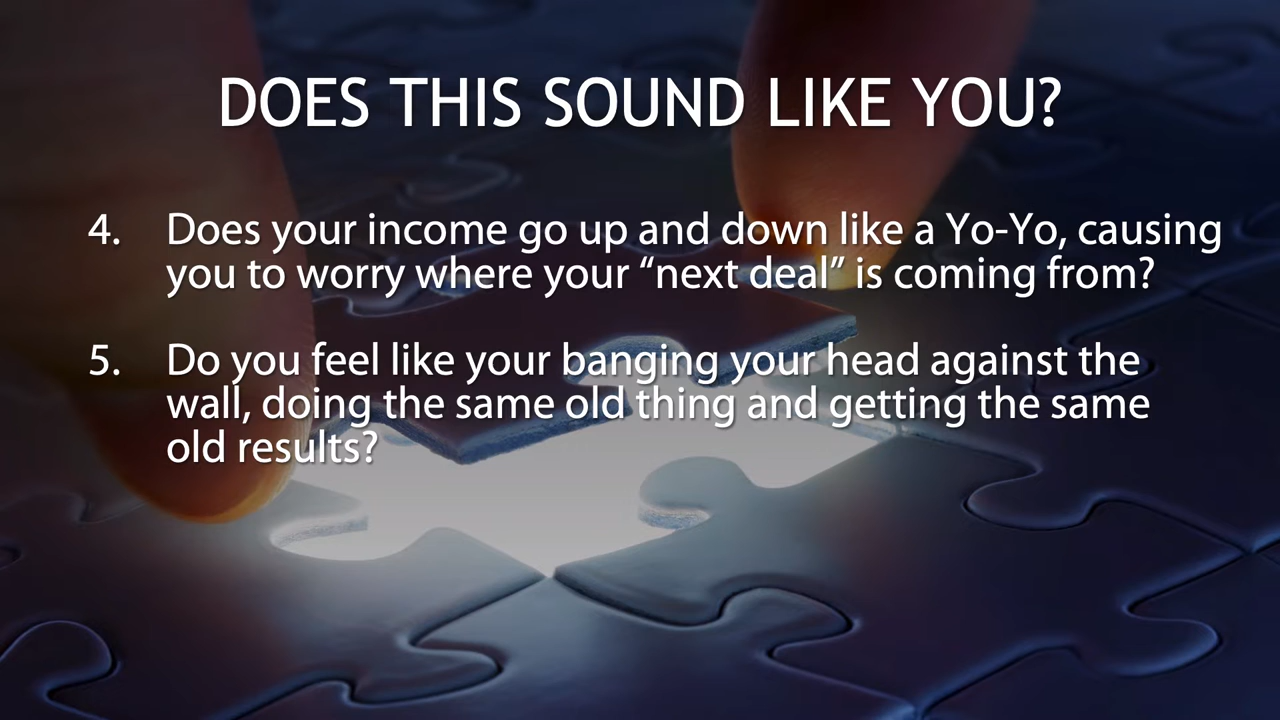 DOES THIS SOUND LIKE YOU?
4. Does your income go up and down like a Yo-Yo, causing
you to worry where your “next deal” is coming from?
5. Do you feel like your banging your head against the
wall, doing the same old thing and getting the same
old results?